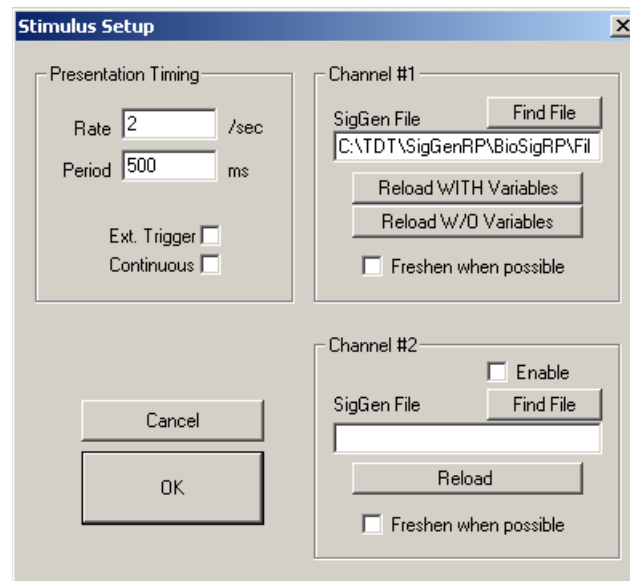 Stimulus Setup
Presentation Timing
Rate 2 /sec
Period 500 ms
Ext. Trigger
Continuous
Channel #1
SigGen File Find File
C:\TDT\SigGenRP\BioSigRP\Fil
Reload WITH Variables
Reload W/O Variables
Freshen when possible
Channel #2
Enable
SigGen File Find File
Reload
Freshen when possible
Cancel
OK